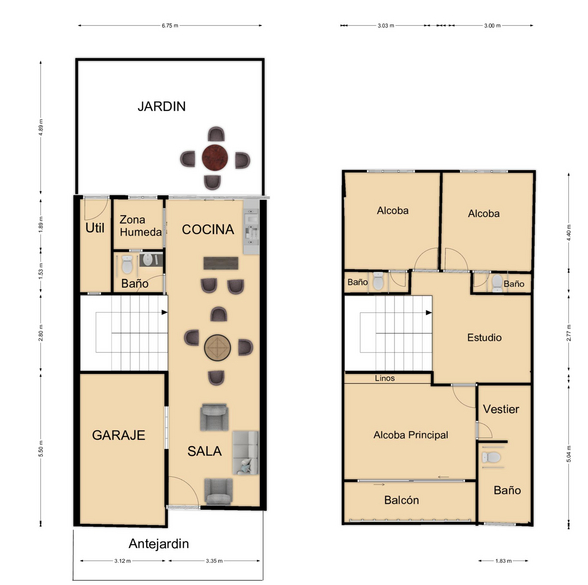 6.75 m
3.03 m
3.00 m
JARDIN
4.89 m
Alcoba
Alcoba
4.40 m
Util
Zona
Humeda
COCINA
1.89 m
Baño
1.53 m
Baño
Baño
2.80 m
Estudio
2.77 m
Linos
GARAJE
SALA
5.50 m
Alcoba Principal
Vestier
5.04 m
Balcón
Baño
Antejardin
3.12 m
3.35 m
1.83 m